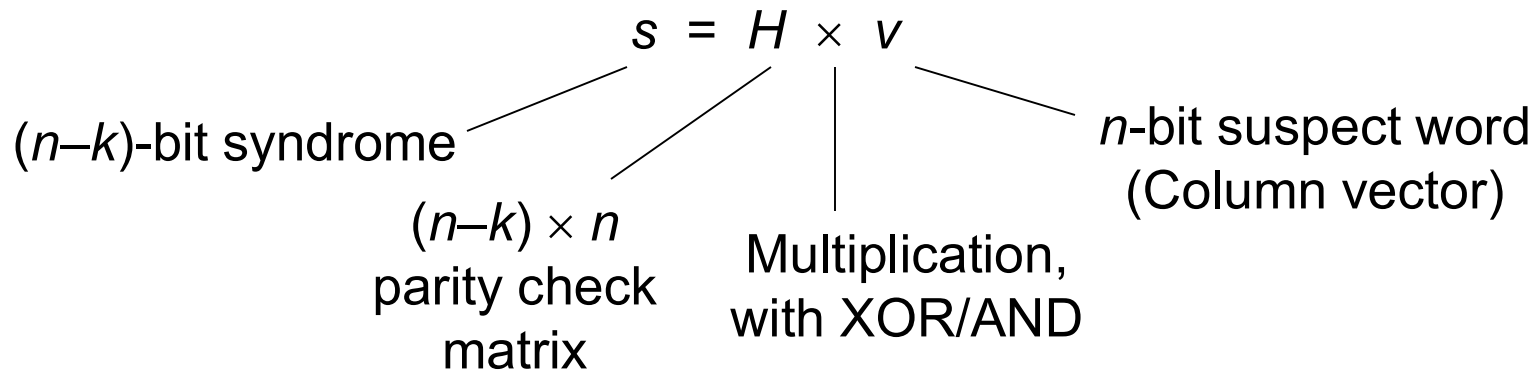 s = H × v
(n–k)-bit syndrome
(n–k) × n
parity check
matrix
Multiplication,
with XOR/AND
n-bit suspect word
(Column vector)